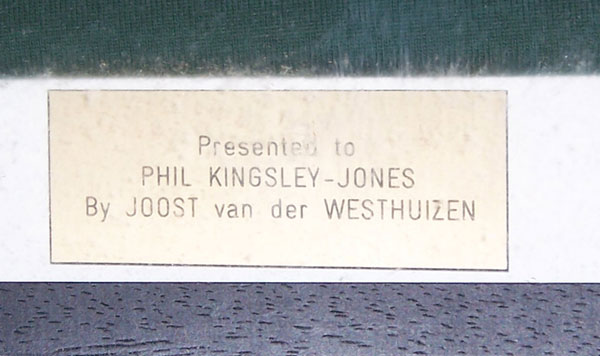 Presented to
PHIL KINGSLEY-JONES
By JOOST van der WESTHUIZEN